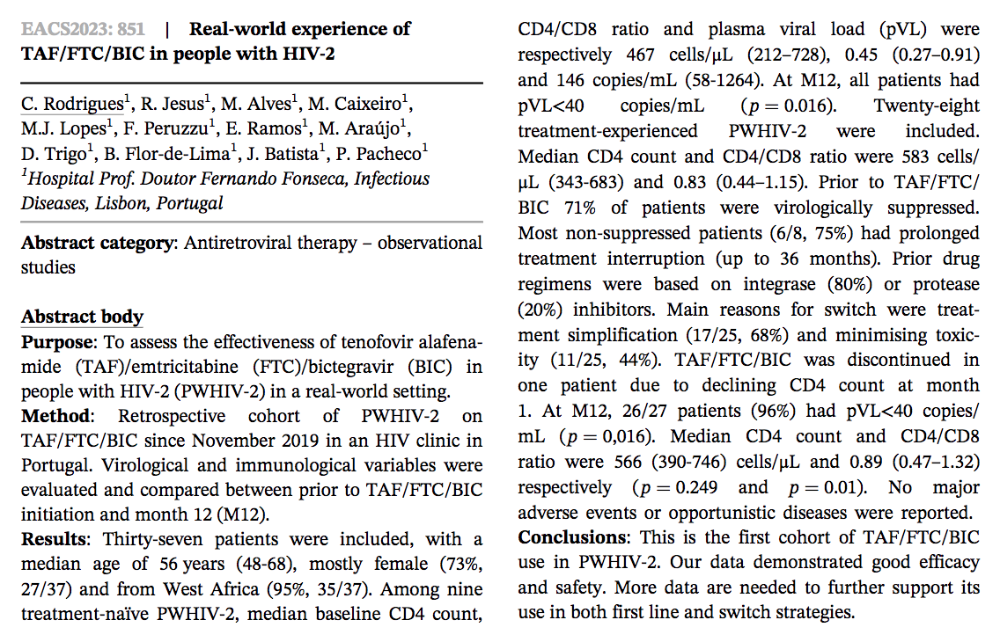 EACS2023: 851 | Real-world experience of
TAF/FTC/BIC in people with HIV-2
C. Rodrigues¹, R. Jesus¹, M. Alves¹, M. Caixeiro¹,
M.J. Lopes¹, F. Peruzzu¹, E. Ramos¹, M. Araújo¹,
D. Trigo¹, B. Flor-de-Lima¹, J. Batista¹, P. Pacheco¹
¹Hospital Prof. Doutor Fernando Fonseca, Infectious
Diseases, Lisbon, Portugal
Abstract category: Antiretroviral therapy – observational
studies
Abstract body
Purpose: To assess the effectiveness of tenofovir alafena-
mide (TAF)/emtricitabine (FTC)/bictegravir (BIC) in
people with HIV-2 (PWHIV-2) in a real-world setting.
Method: Retrospective cohort of PWHIV-2 on
TAF/FTC/BIC since November 2019 in an HIV clinic in
Portugal. Virological and immunological variables were
evaluated and compared between prior to TAF/FTC/BIC
initiation and month 12 (M12).
Results: Thirty-seven patients were included, with a
median age of 56 years (48-68), mostly female (73%,
27/37) and from West Africa (95%, 35/37). Among nine
treatment-naïve PWHIV-2, median baseline CD4 count,
CD4/CD8 ratio and plasma viral load (pVL) were
respectively 467 cells/μL (212–728), 0.45 (0.27–0.91)
and 146 copies/mL (58-1264). At M12, all patients had
pVL<40 copies/mL (p = 0.016). Twenty-eight
treatment-experienced PWHIV-2 were included.
Median CD4 count and CD4/CD8 ratio were 583 cells/
μL (343-683) and 0.83 (0.44–1.15). Prior to TAF/FTC/
BIC 71% of patients were virologically suppressed.
Most non-suppressed patients (6/8, 75%) had prolonged
treatment interruption (up to 36 months). Prior drug
regimens were based on integrase (80%) or protease
(20%) inhibitors. Main reasons for switch were treat-
ment simplification (17/25, 68%) and minimising toxic-
ity (11/25, 44%). TAF/FTC/BIC was discontinued in
one patient due to declining CD4 count at month
1. At M12, 26/27 patients (96%) had pVL<40 copies/
mL (p = 0,016). Median CD4 count and CD4/CD8
ratio were 566 (390-746) cells/μL and 0.89 (0.47–1.32)
respectively (p = 0.249 and p = 0.01). No major
adverse events or opportunistic diseases were reported.
Conclusions: This is the first cohort of TAF/FTC/BIC
use in PWHIV-2. Our data demonstrated good efficacy
and safety. More data are needed to further support its
use in both first line and switch strategies.